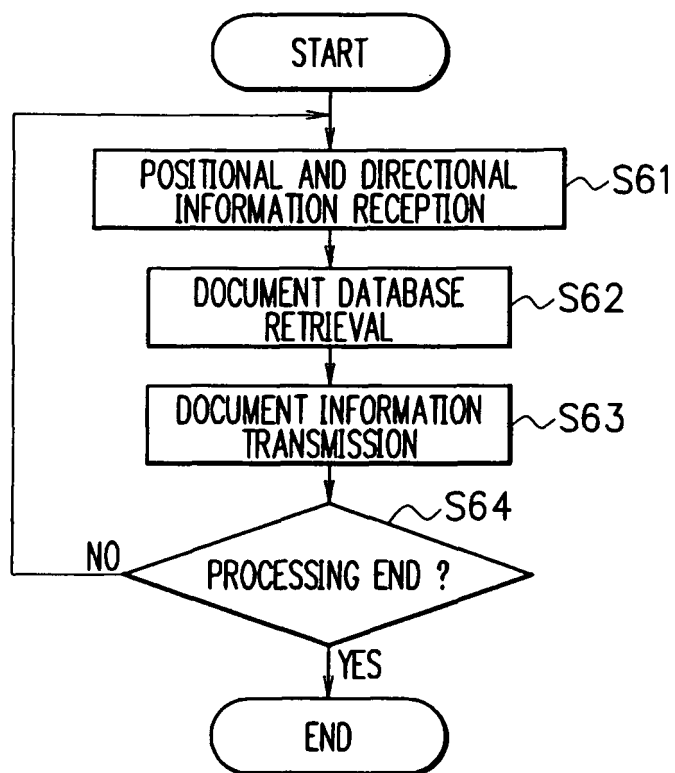 START
POSITIONAL AND DIRECTIONAL
INFORMATION RECEPTION
S61
DOCUMENT DATABASE
RETRIEVAL
S62
DOCUMENT INFORMATION
TRANSMISSION
S63
S64
NO
PROCESSING END ?
YES
END